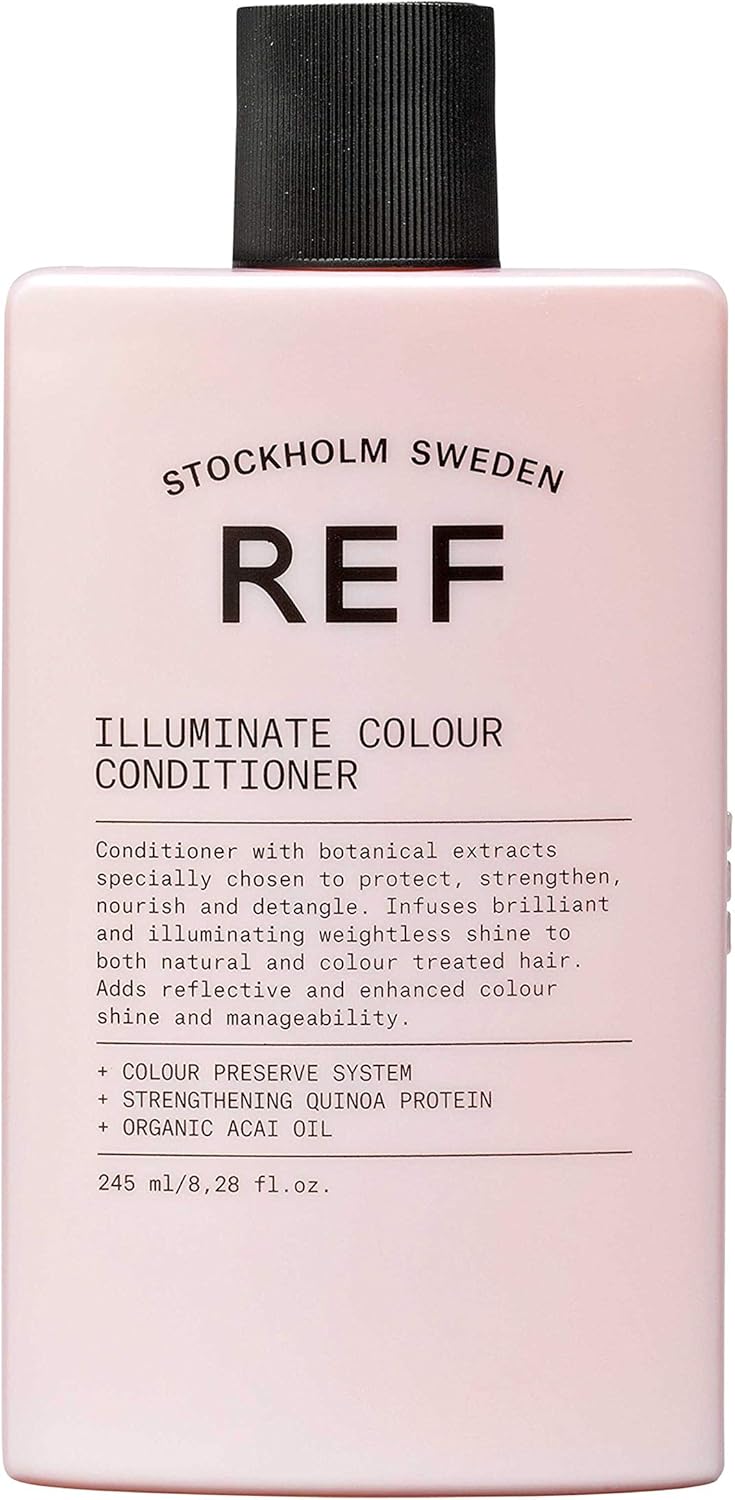 STOCKHOLM SWEDEN
REF
ILLUMINATE COLOUR
CONDITIONER
Conditioner with botanical extracts
specially chosen to protect, strengthen,
nourish and detangle. Infuses brilliant
and illuminating weightless shine to
both natural and colour treated hair.
Adds reflective and enhanced colour
shine and manageability.
+ COLOUR PRESERVE SYSTEM
+ STRENGTHENING QUINOA PROTEIN
+ ORGANIC ACAI OIL
245 ml/8,28 fl.oz.